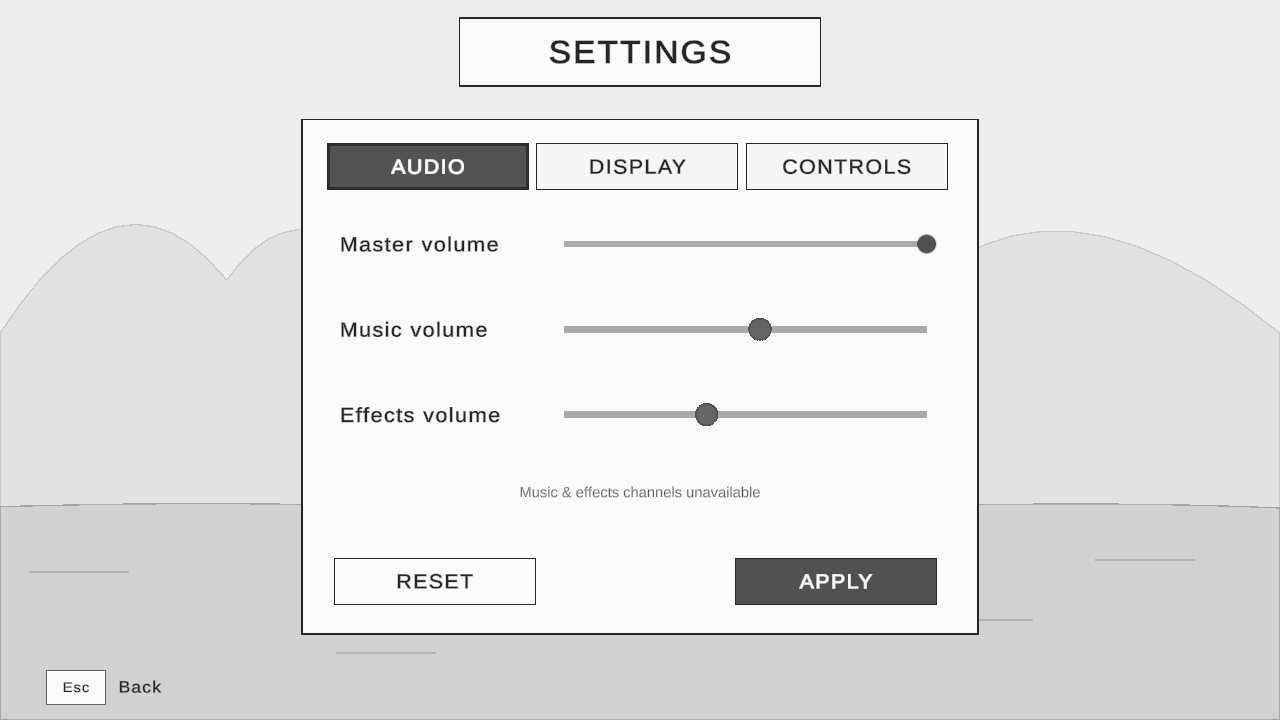 SETTINGS
AUDIO DISPLAY CONTROLS
Master volume
Music volume
Effects volume
Music & effects channels unavailable
RESET APPLY
Esc Back